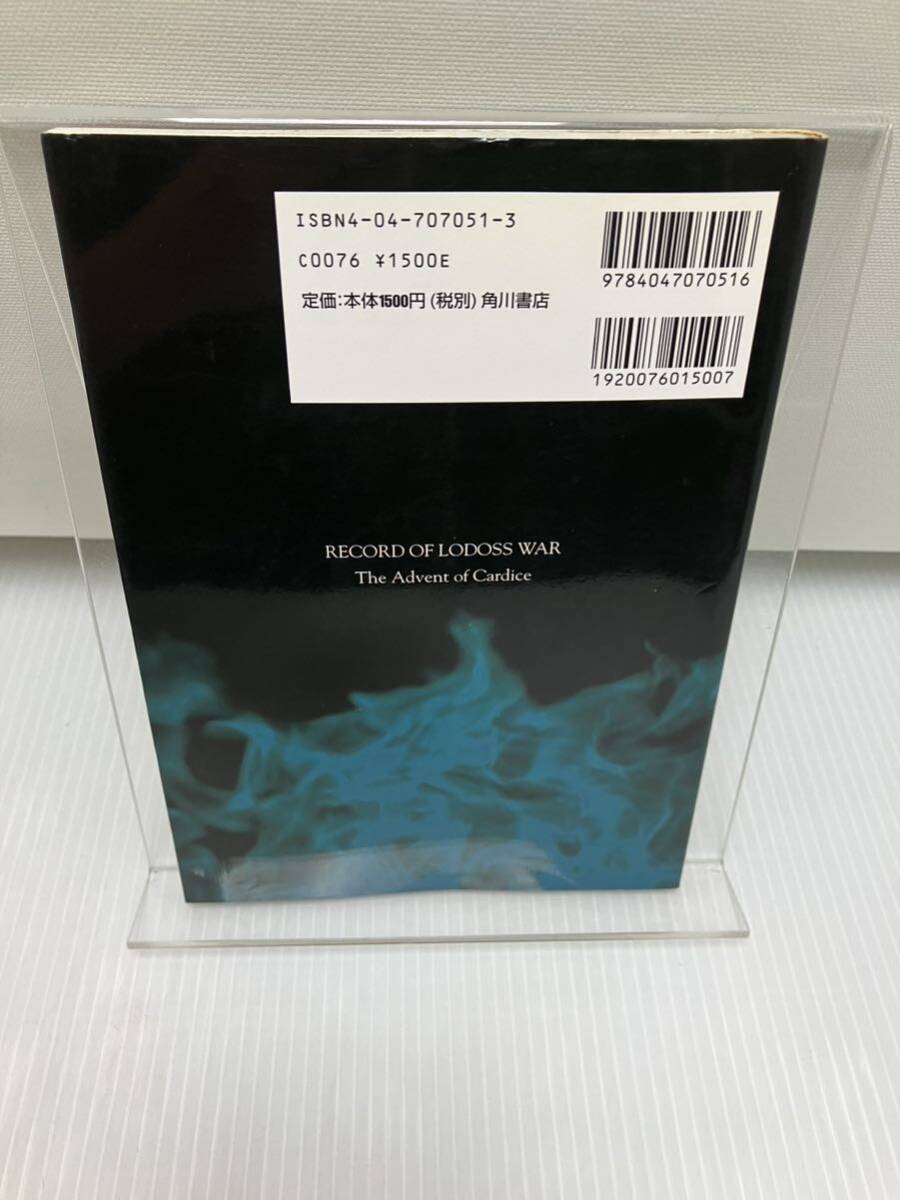 ISBN4-04-707051-3
C0076 ¥1500E
定価:本体1500円(税別)角川書店
9784047070516
1920076015007
RECORD OF LODOSS WAR
The Advent of Cardice